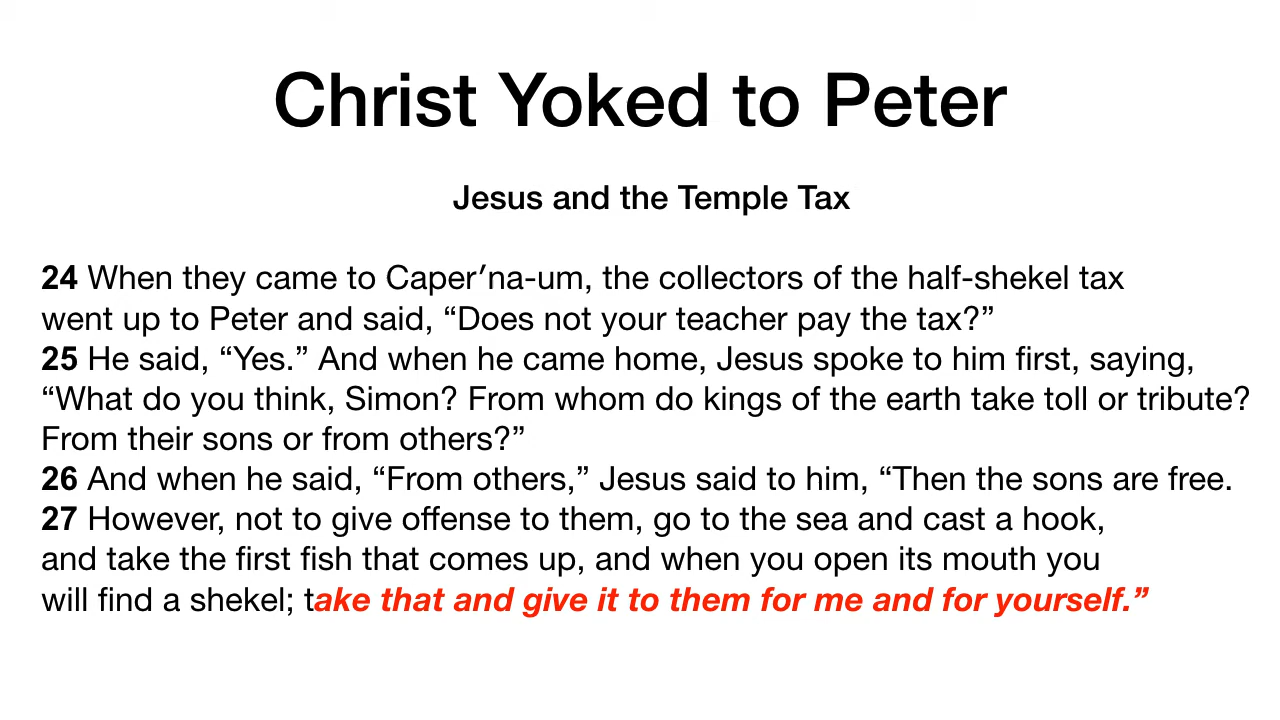 Christ Yoked to Peter
Jesus and the Temple Tax
24 When they came to Caper′na-um, the collectors of the half-shekel tax
went up to Peter and said, “Does not your teacher pay the tax?”
25 He said, “Yes.” And when he came home, Jesus spoke to him first, saying,
“What do you think, Simon? From whom do kings of the earth take toll or tribute?
From their sons or from others?”
26 And when he said, “From others,” Jesus said to him, “Then the sons are free.
27 However, not to give offense to them, go to the sea and cast a hook,
and take the first fish that comes up, and when you open its mouth you
will find a shekel; take that and give it to them for me and for yourself.”